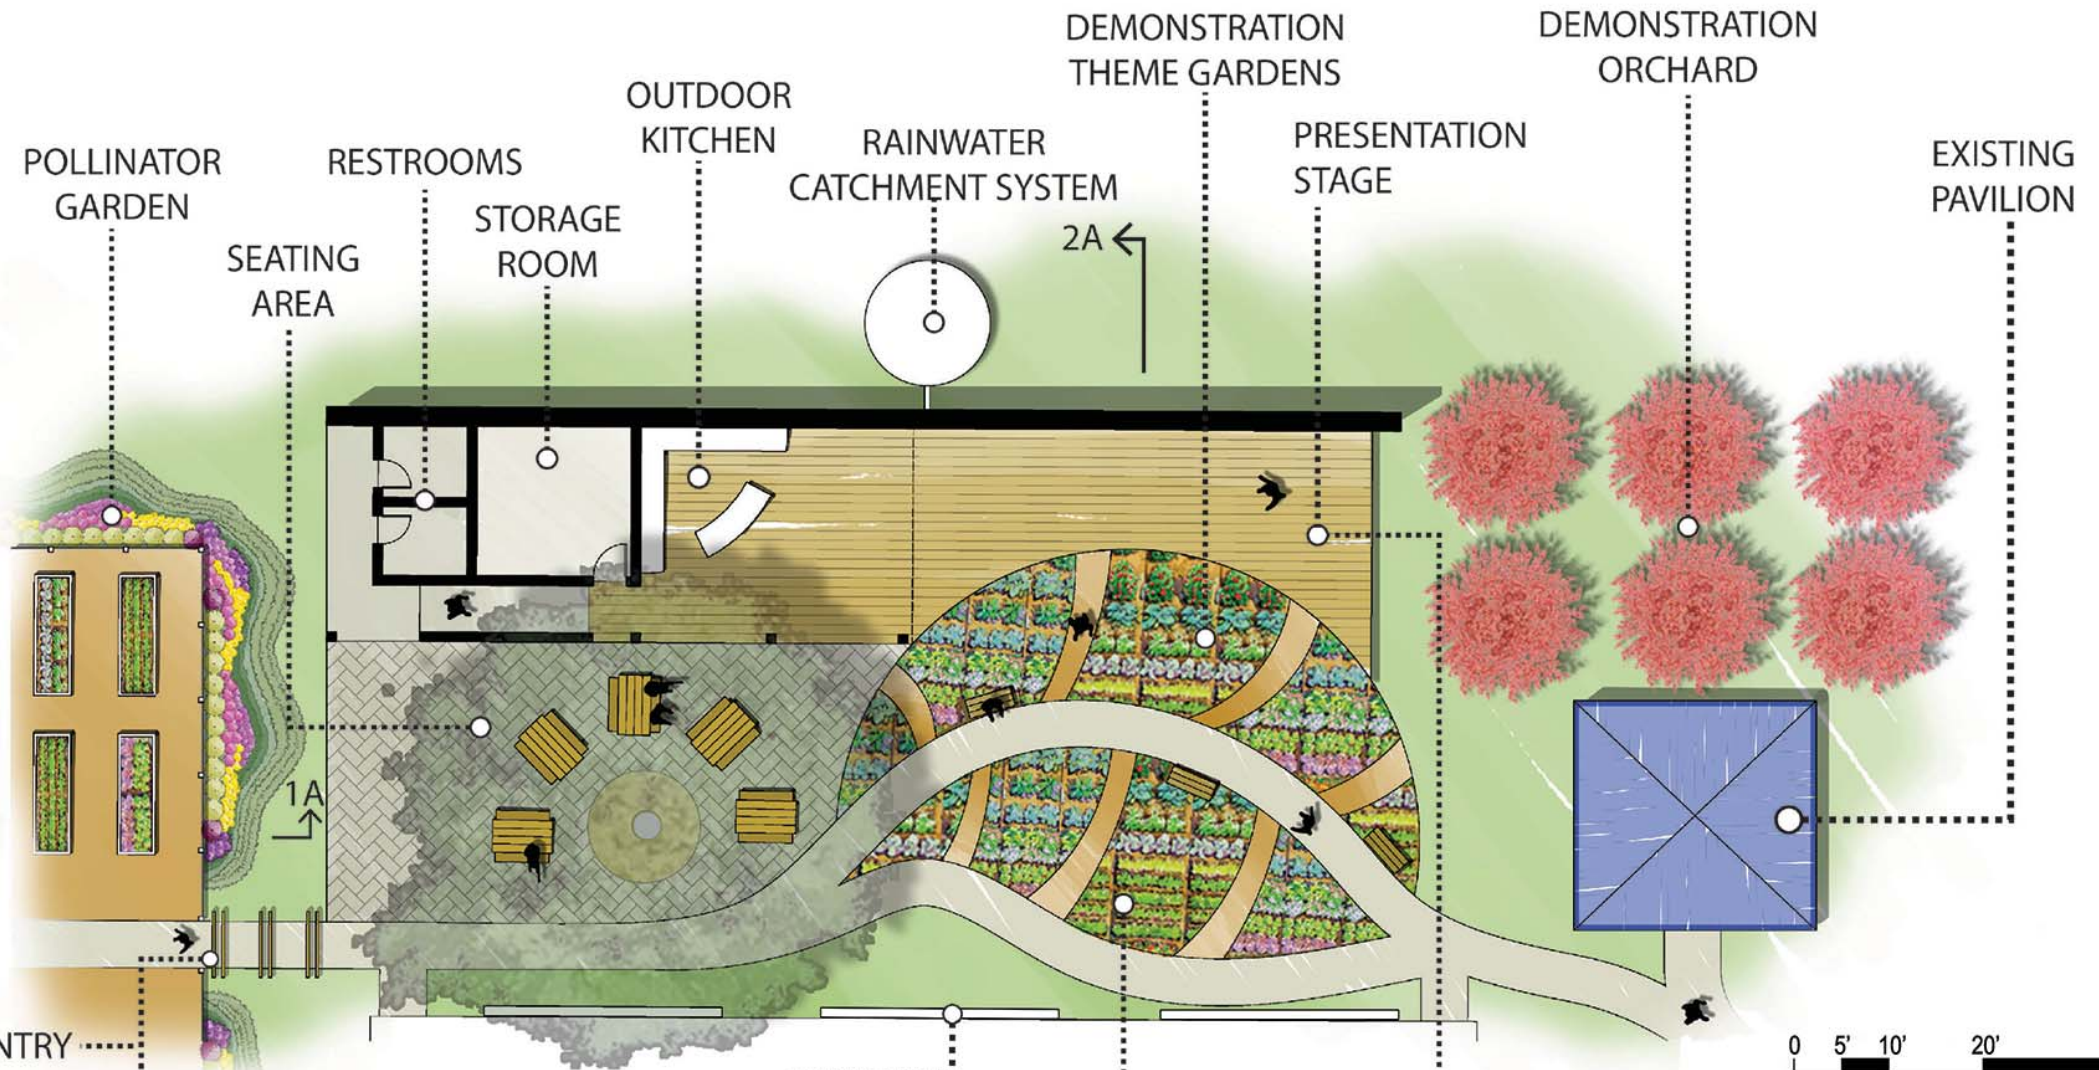 DEMONSTRATION
THEME GARDENS
DEMONSTRATION
ORCHARD
OUTDOOR
KITCHEN
RAINWATER
CATCHMENT SYSTEM
PRESENTATION
STAGE
EXISTING
PAVILION
POLLINATOR
GARDEN
RESTROOMS
STORAGE
ROOM
SEATING
AREA
2A
1A
NTRY
0 5' 10' 20'